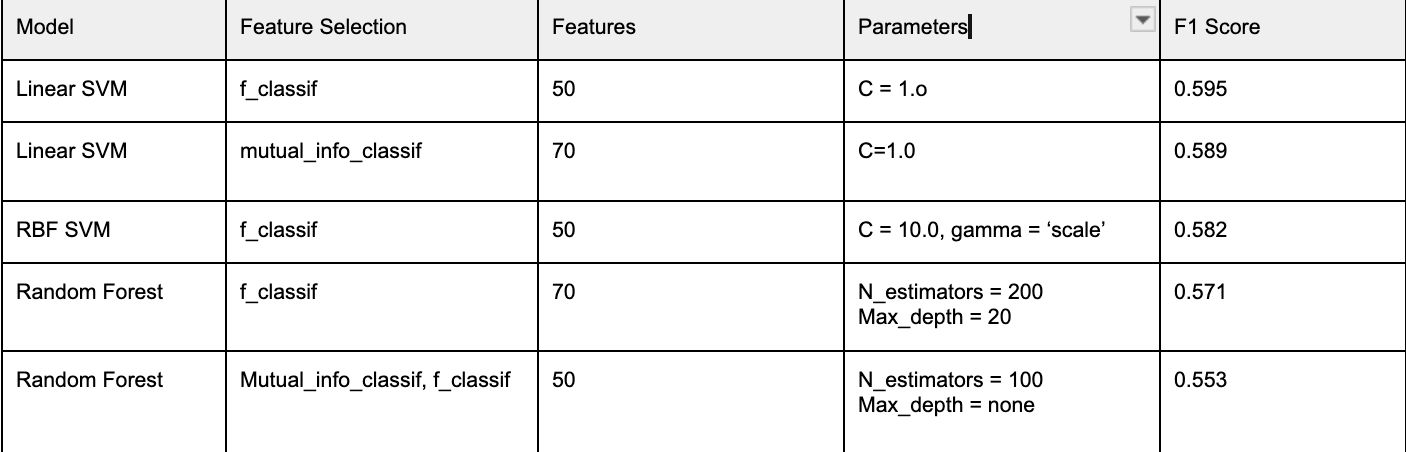 Model Feature Selection Features Parameters F1 Score
Linear SVM f_classif 50 C = 1.o 0.595
Linear SVM mutual_info_classif 70 C=1.0 0.589
RBF SVM f_classif 50 C = 10.0, gamma = ‘scale’ 0.582
Random Forest f_classif 70 N_estimators = 200 0.571
Max_depth = 20
Random Forest Mutual_info_classif, f_classif 50 N_estimators = 100 0.553
Max_depth = none